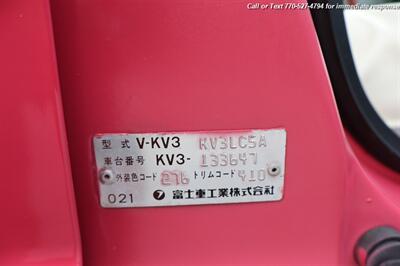 Call or Text 770-527-4794 for immediate response
型式 V-KV3 KV3LC5A
車台番号 KV3-133647
外装色コード 276 トリムコード 410
021 富士重工業株式会社